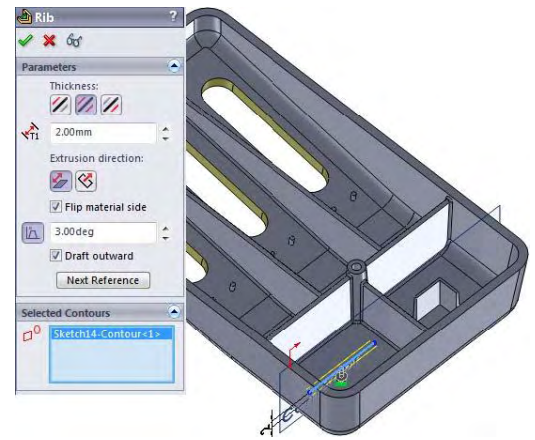 Rib ?
Parameters
Thickness:
T1 2.00mm
Extrusion direction:
Flip material side
3.00deg
Draft outward
Next Reference
Selected Contours
Sketch14-Contour<1>